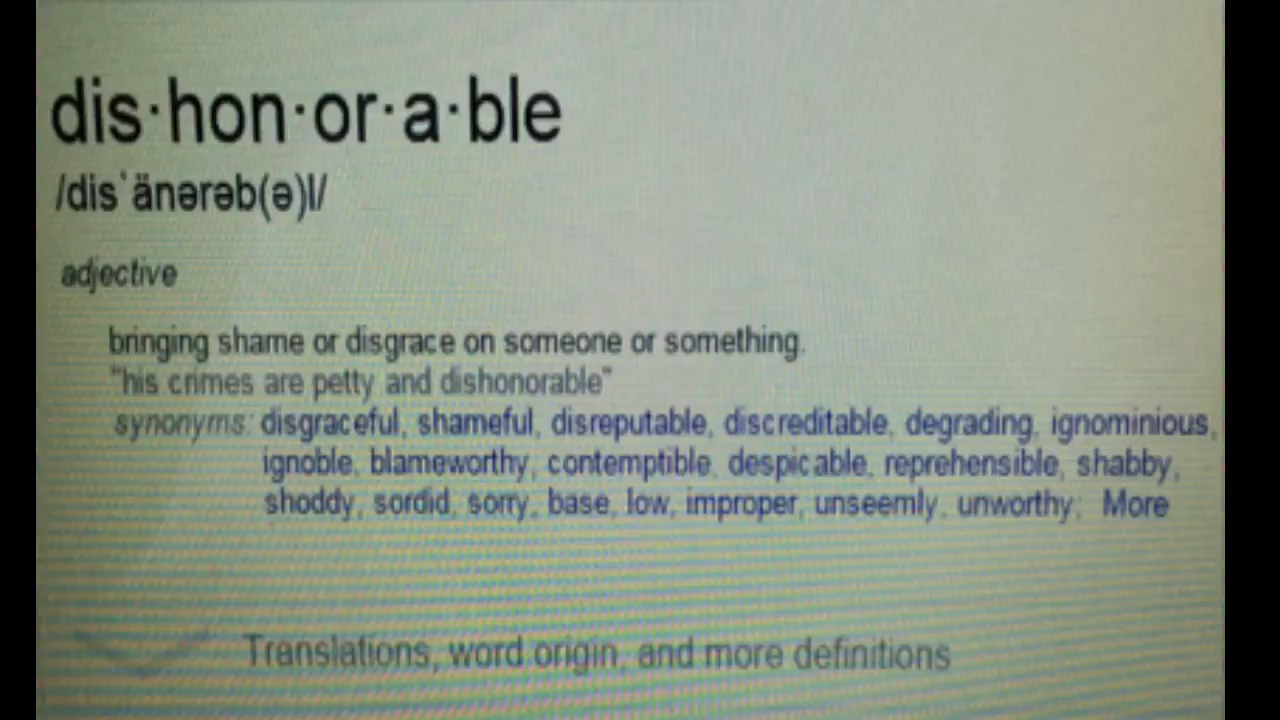 dis·hon·or·a·ble
/disˈänərəb(ə)l/
adjective
bringing shame or disgrace on someone or something.
"his crimes are petty and dishonorable"
synonyms: disgraceful, shameful, disreputable, discreditable, degrading, ignominious,
ignoble, blameworthy, contemptible, despicable, reprehensible, shabby,
shoddy, sordid, sorry, base, low, improper, unseemly, unworthy; More
Translations, word origin, and more definitions